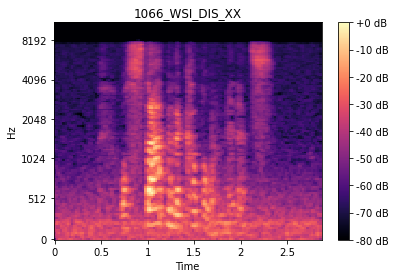 1066_WSI_DIS_XX
+0 dB
8192
-10 dB
4096
-20 dB
-30 dB
2048
Hz
-40 dB
1024
-50 dB
512
-60 dB
-70 dB
0
-80 dB
0 0.5 1 1.5 2 2.5
Time